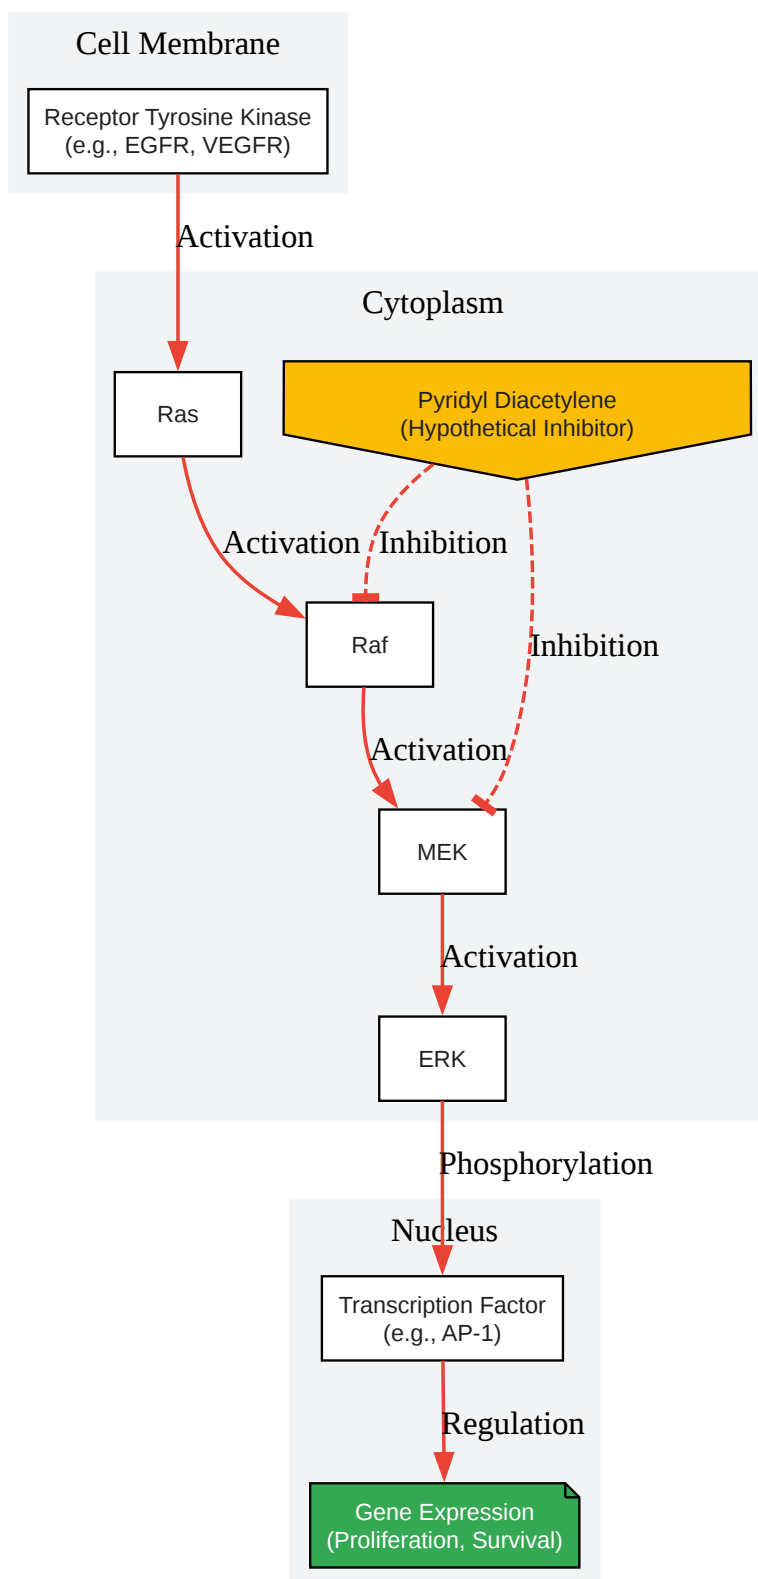 Cell Membrane
Receptor Tyrosine Kinase
(e.g., EGFR, VEGFR)
Activation
Cytoplasm
Ras
Pyridyl Diacetylene
(Hypothetical Inhibitor)
Activation
Inhibition
Raf
Inhibition
Activation
MEK
Activation
ERK
Phosphorylation
Nucleus
Transcription Factor
(e.g., AP-1)
Regulation
Gene Expression
(Proliferation, Survival)